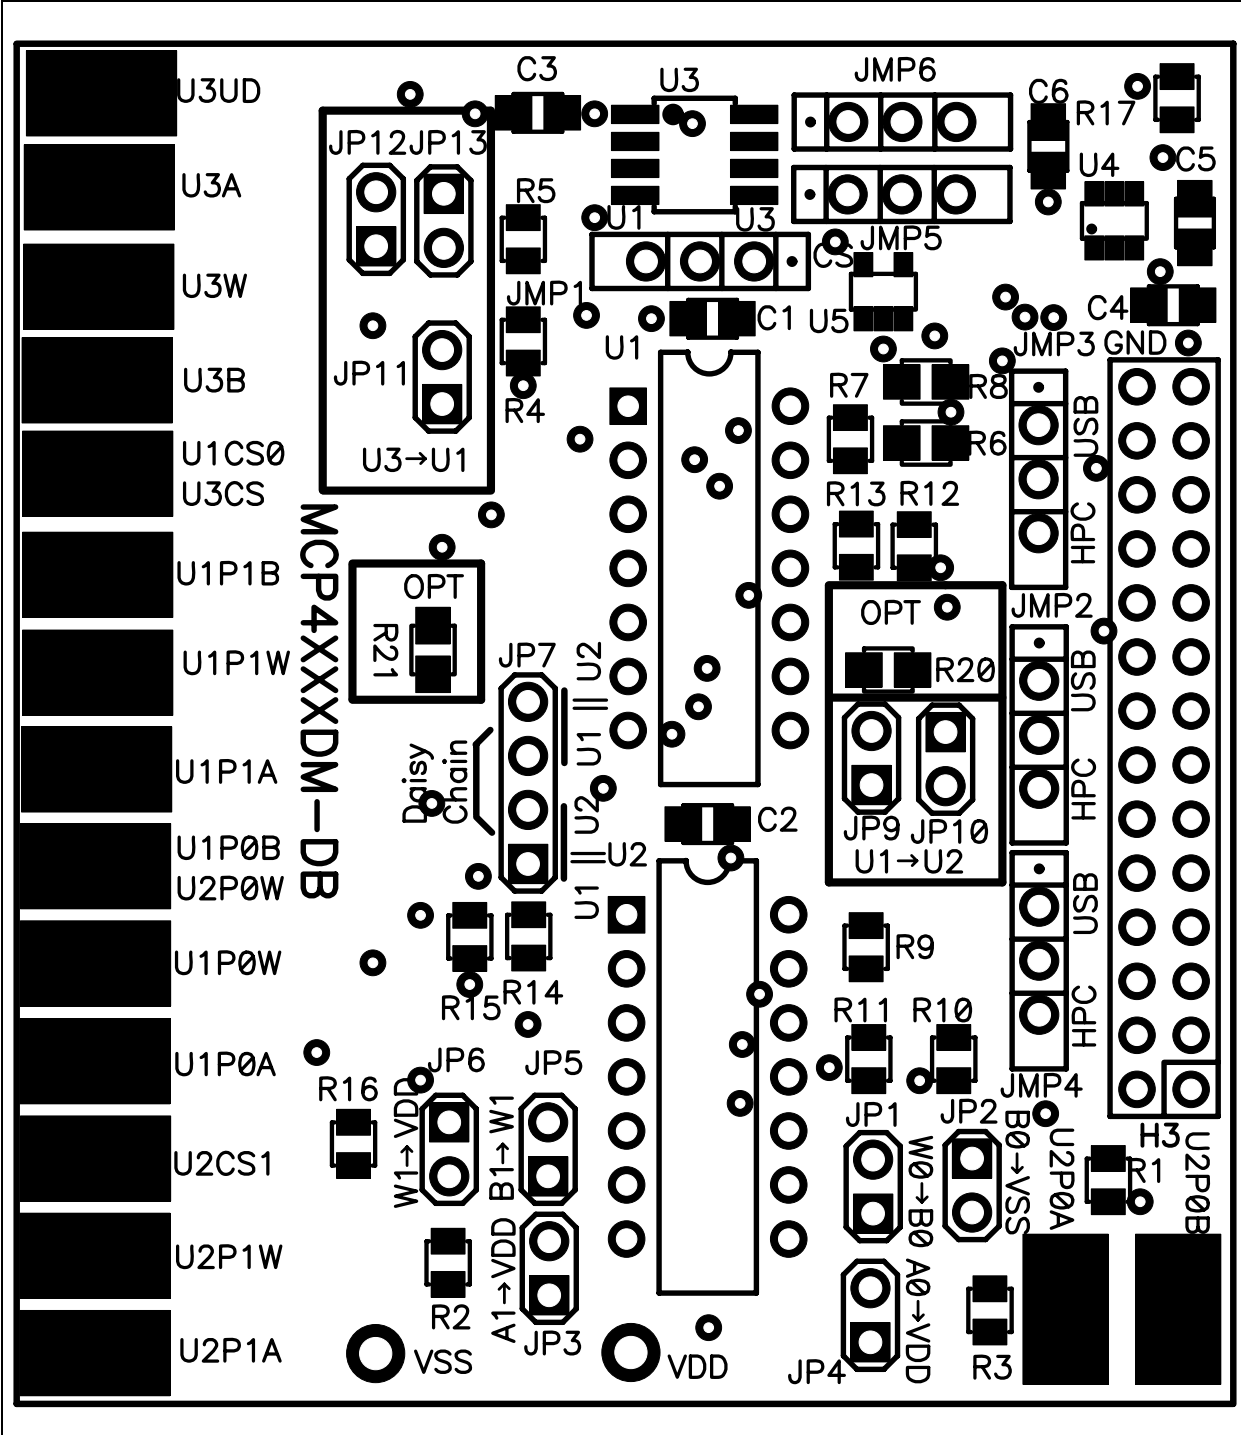 U3UD
C3
U3
JMP6
C6
R17
JP12
JP13
U3A
R5
U4
C5
U1
U3
CS
JMP5
U3W
JMP1
C1
U5
C4
U1
JMP3
GND
U3B
JP11
R4
R7
R8
USB
U1CS0
U3→U1
R6
U3CS
R13
R12
HPC
MCP4XXXDM-DB
U1P1B
OPT
OPT
JMP2
U1P1W
R21
JP7
U2
||
U1
R20
USB
U1P1A
Daisy
Chain
HPC
U1P0B
U2
||
U1
U2
C2
JP9
JP10
U1→U2
U2P0W
USB
U1P0W
R9
R15
R14
R11
R10
HPC
U1P0A
JP6
JP5
JMP4
R16
W1→VDD
B1→W1
JP1
JP2
W0→B0
B0→VSS
U2P0A
H3
U2P0B
U2CS1
R1
U2P1W
A1→VDD
A0→VDD
R2
U2P1A
VSS
JP3
VDD
JP4
R3